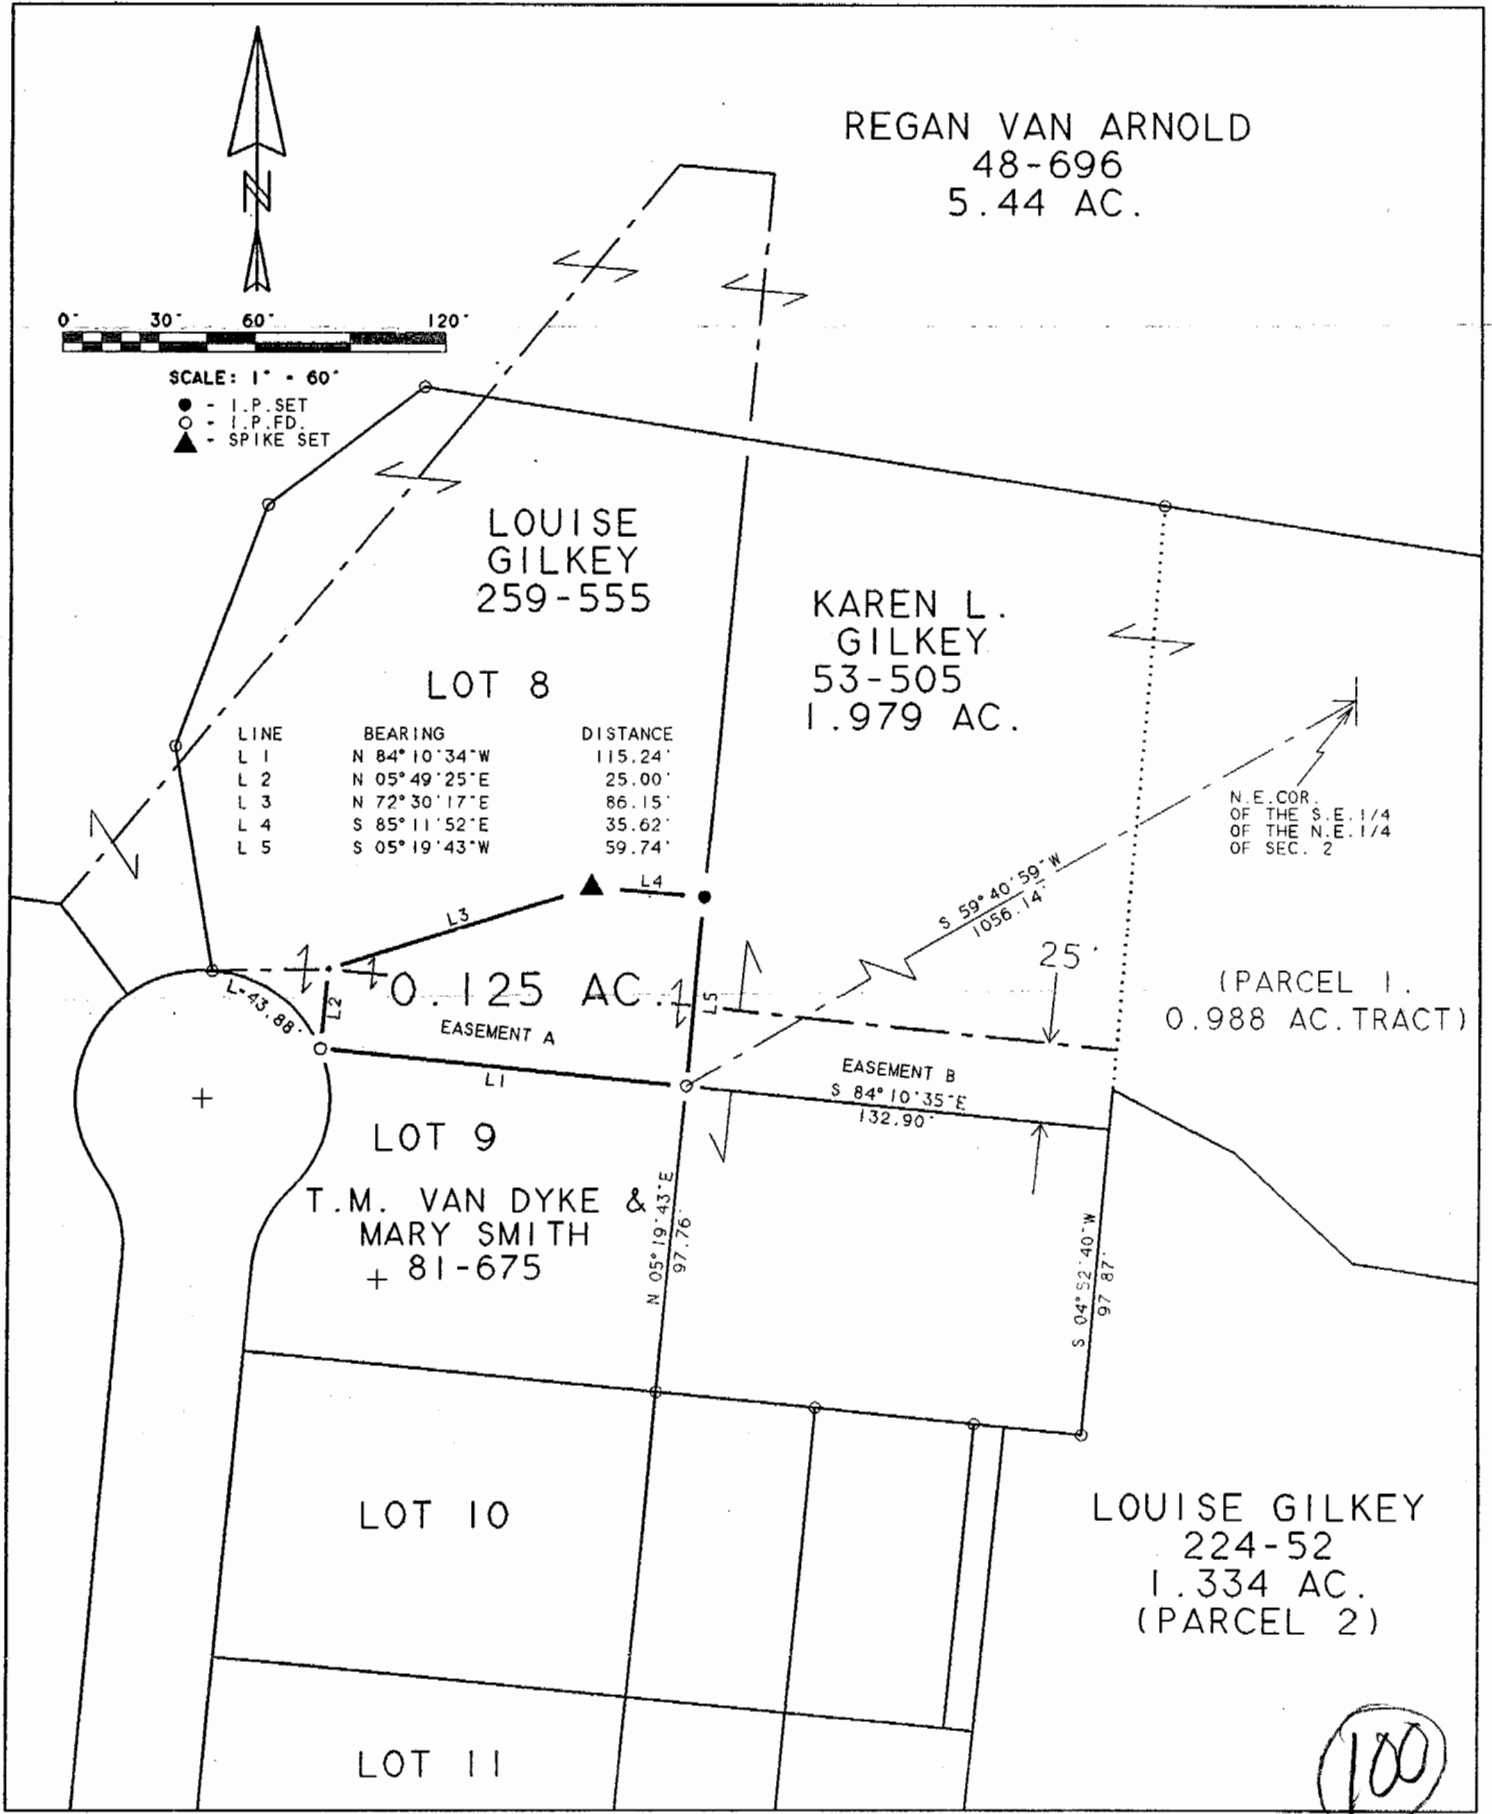 N
REGAN VAN ARNOLD
48-696
5.44 AC.
0' 30' 60' 120'
SCALE: 1" - 60'
● - I.P.SET
○ - I.P.FD.
▲ - SPIKE SET
LOUISE
GILKEY
259-555
LOT 8
KAREN L.
GILKEY
53-505
1.979 AC.
LINE BEARING DISTANCE
L 1 N 84°10'34"W 115.24'
L 2 N 05°49'25"E 25.00'
L 3 N 72°30'17"E 86.15'
L 4 S 85°11'52"E 35.62'
L 5 S 05°19'43"W 59.74'
N.E.COR.
OF THE S.E.1/4
OF THE N.E.1/4
OF SEC. 2
S 59°40'59"W
1056.14'
L4
L3
L-43.88'
L2
0.125 AC.
EASEMENT A
L5
L1
25'
(PARCEL 1.
0.988 AC.TRACT)
EASEMENT B
S 84°10'35"E
132.90'
LOT 9
T.M. VAN DYKE &
MARY SMITH
81-675
N 05°19'43"E
97.76'
S 04°52'40"W
97.87'
LOT 10
LOUISE GILKEY
224-52
1.334 AC.
(PARCEL 2)
LOT 11
100